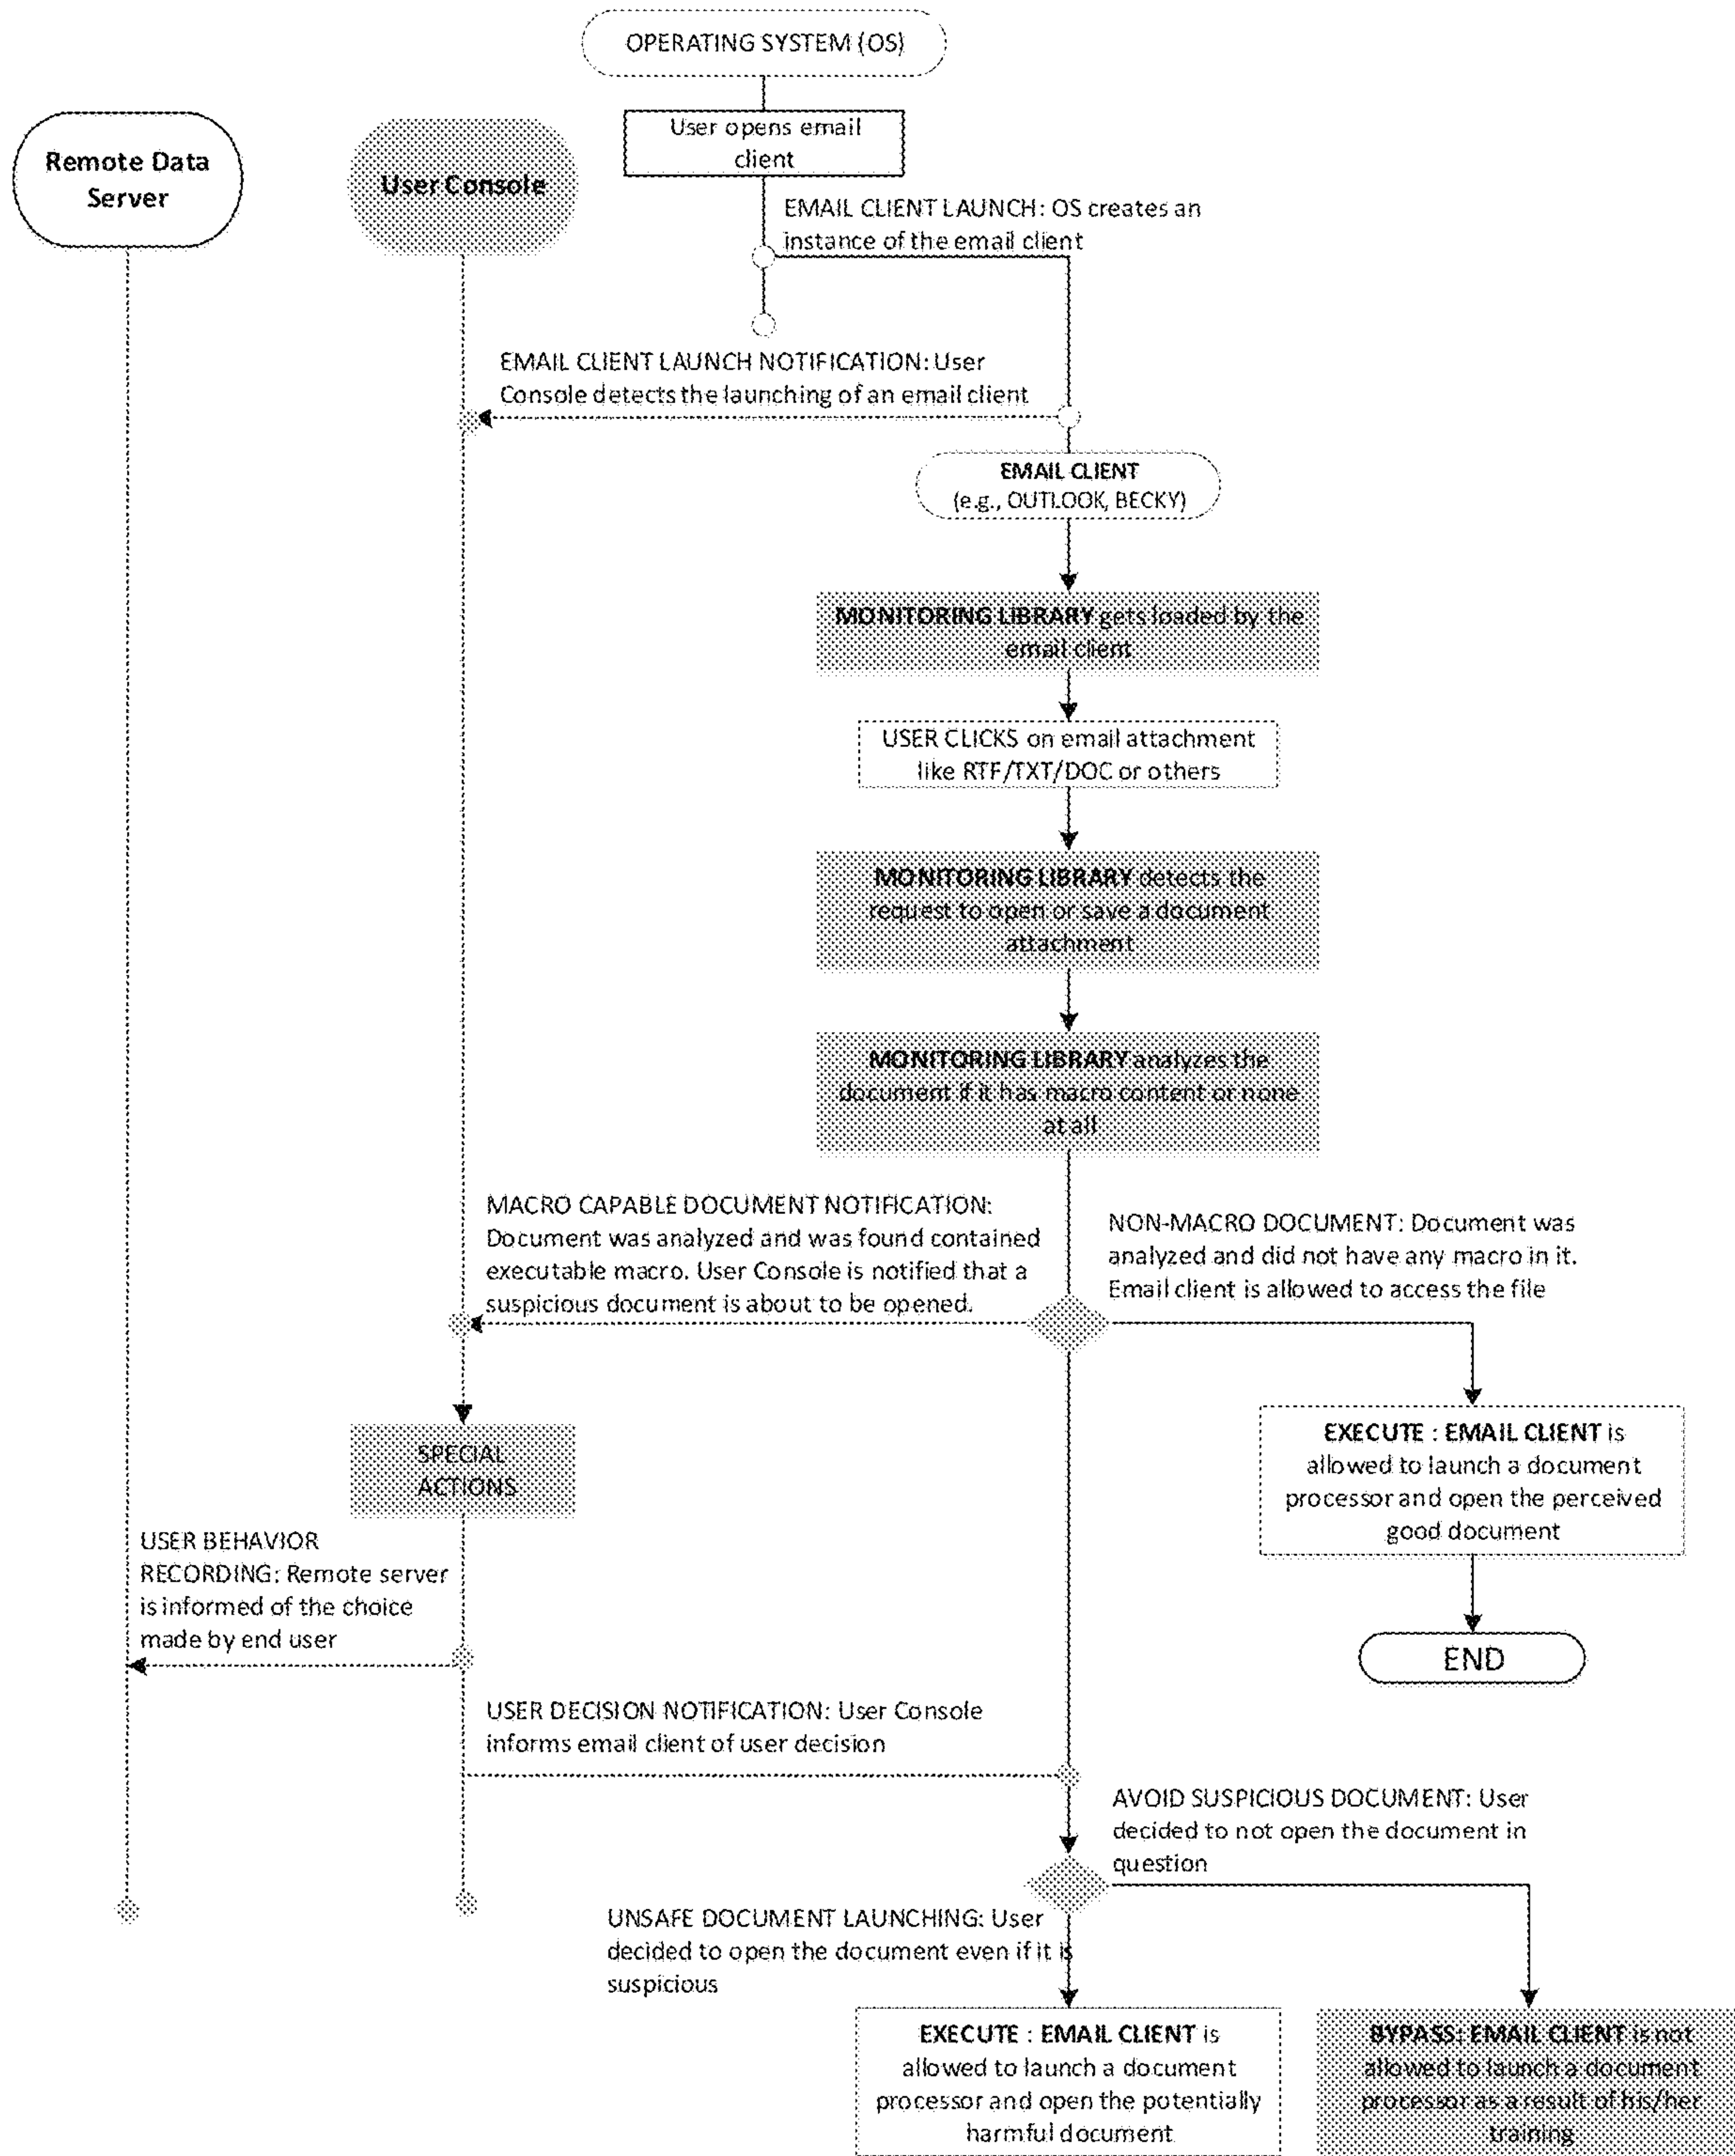 OPERATING SYSTEM (OS)
User opens email
client
Remote Data
Server
User Console
EMAIL CLIENT LAUNCH: OS creates an
instance of the email client
EMAIL CLIENT LAUNCH NOTIFICATION: User
Console detects the launching of an email client
EMAIL CLIENT
(e.g., OUTLOOK, BECKY)
MONITORING LIBRARY gets loaded by the
email client
USER CLICKS on email attachment
like RTF/TXT/DOC or others
MONITORING LIBRARY detects the
request to open or save a document
attachment
MONITORING LIBRARY analyzes the
document if it has macro content or none
at all
MACRO CAPABLE DOCUMENT NOTIFICATION:
Document was analyzed and was found contained
executable macro. User Console is notified that a
suspicious document is about to be opened.
NON-MACRO DOCUMENT: Document was
analyzed and did not have any macro in it.
Email client is allowed to access the file
EXECUTE : EMAIL CLIENT is
allowed to launch a document
processor and open the perceived
good document
SPECIAL
ACTIONS
USER BEHAVIOR
RECORDING: Remote server
is informed of the choice
made by end user
END
USER DECISION NOTIFICATION: User Console
informs email client of user decision
AVOID SUSPICIOUS DOCUMENT: User
decided to not open the document in
question
UNSAFE DOCUMENT LAUNCHING: User
decided to open the document even if it is
suspicious
EXECUTE : EMAIL CLIENT is
allowed to launch a document
processor and open the potentially
harmful document
BYPASS: EMAIL CLIENT is not
allowed to launch a document
processor as a result of his/her
training